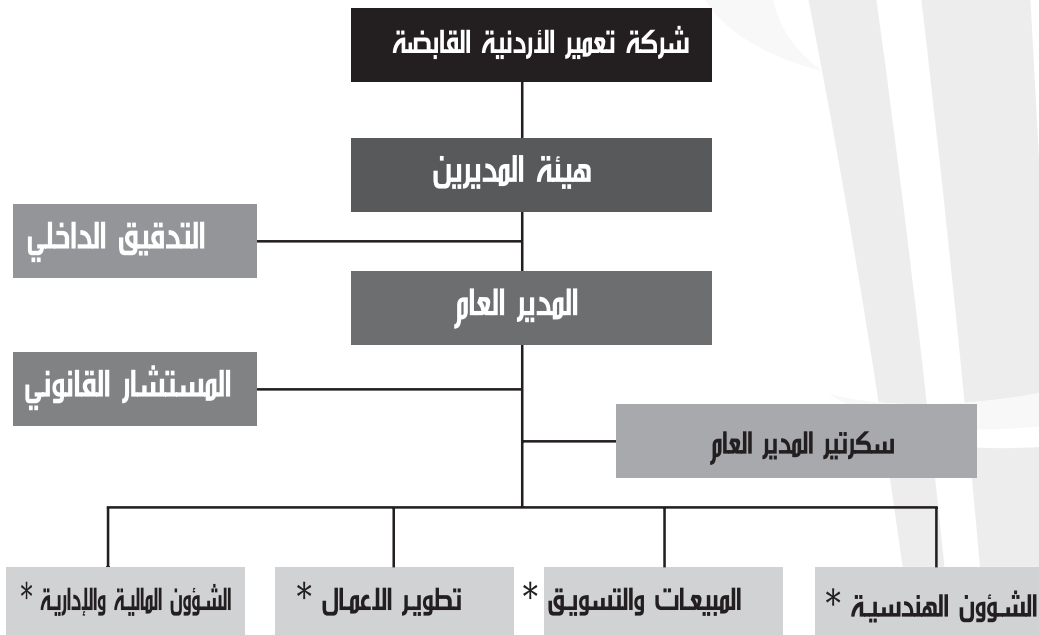 شركة تعمير الأردنية القابضة
هيئة المديرين
التدقيق الداخلي
المدير العام
المستشار القانوني
سكرتير المدير العام
الشؤون الهندسية *
المبيعات والتسويق *
تطوير الاعمال *
الشؤون المالية والإدارية *